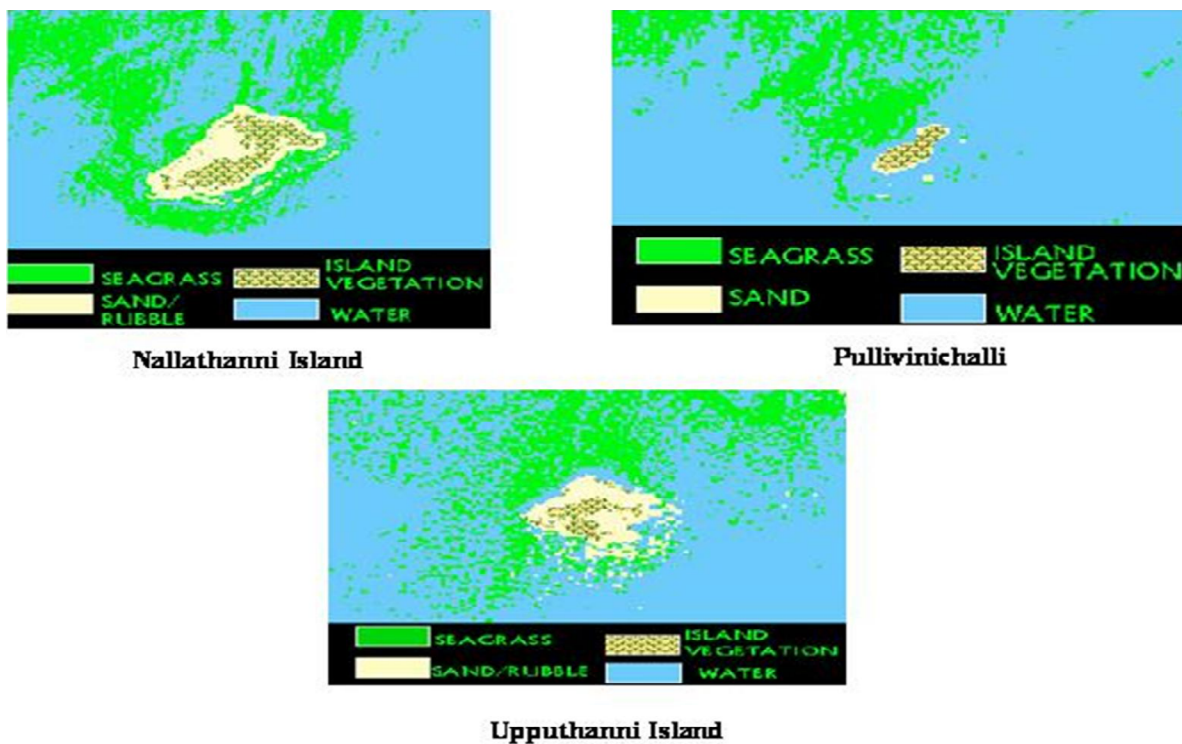 SEAGRASS
ISLAND
VEGETATION
SAND/
RUBBLE
WATER
Nallathanni Island
SEAGRASS
ISLAND
VEGETATION
SAND
WATER
Pullivinichalli
SEAGRASS
ISLAND
VEGETATION
SAND/RUBBLE
WATER
Upputhanni Island